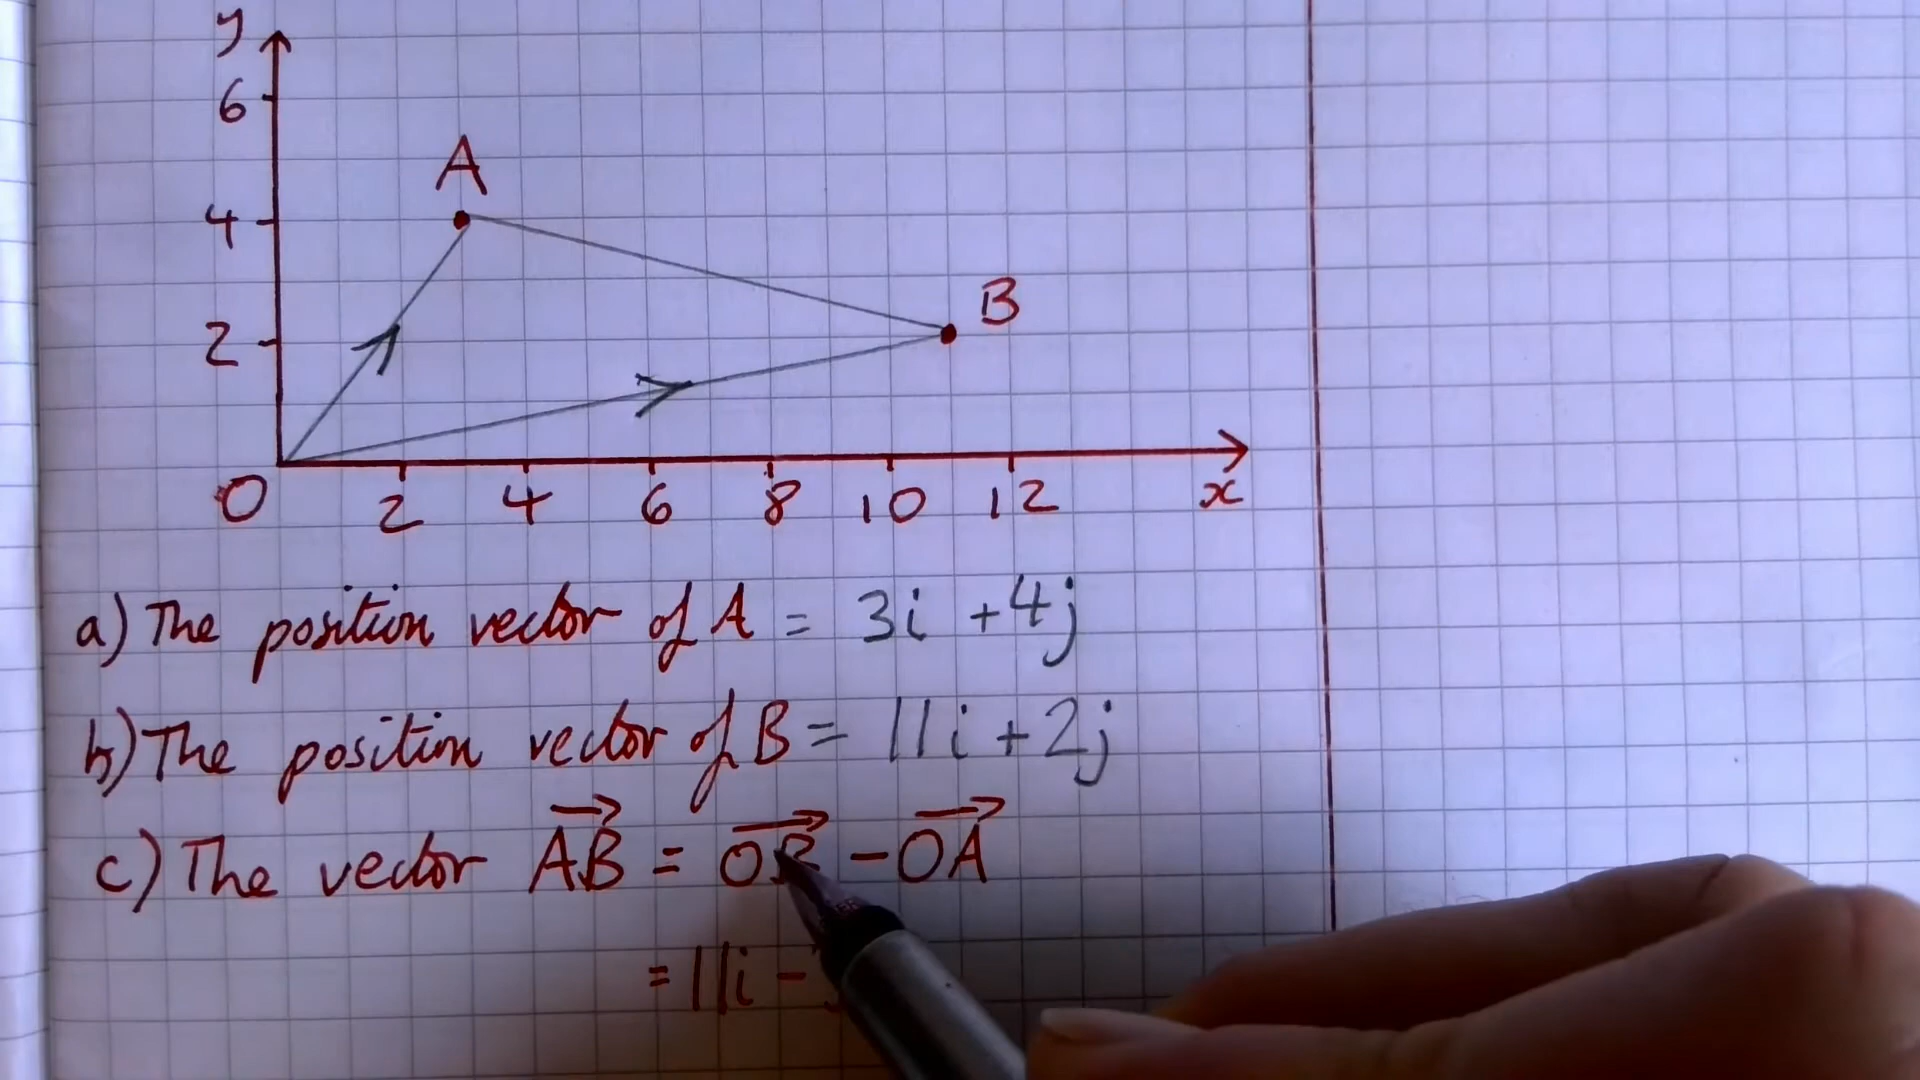 y
6
A
4
B
2
O 2 4 6 8 10 12 x
a) The position vector of A = 3i + 4j
b) The position vector of B = 11i + 2j
c) The vector AB = OB - OA
= 11i -